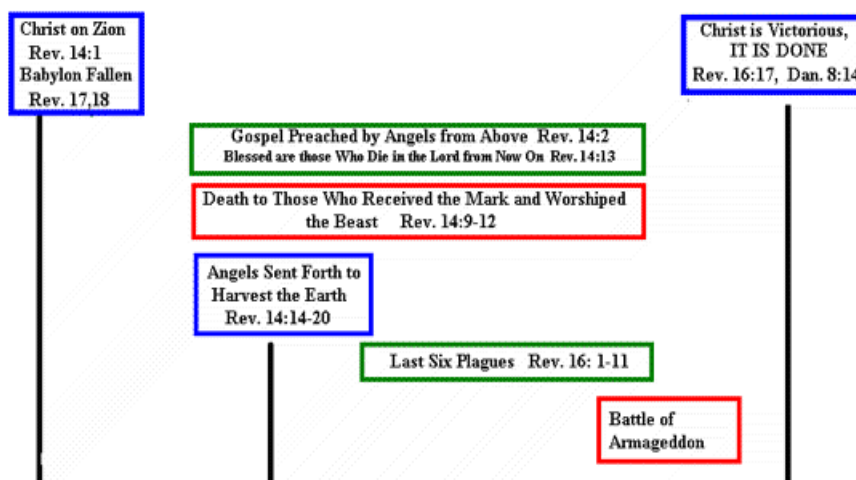 Christ on Zion
Rev. 14:1
Babylon Fallen
Rev. 17,18
Christ is Victorious,
IT IS DONE
Rev. 16:17, Dan. 8:14
Gospel Preached by Angels from Above Rev. 14:2
Blessed are those Who Die in the Lord from Now On Rev. 14:13
Death to Those Who Received the Mark and Worshiped
the Beast Rev. 14:9-12
Angels Sent Forth to
Harvest the Earth
Rev. 14:14-20
Last Six Plagues Rev. 16: 1-11
Battle of
Armageddon